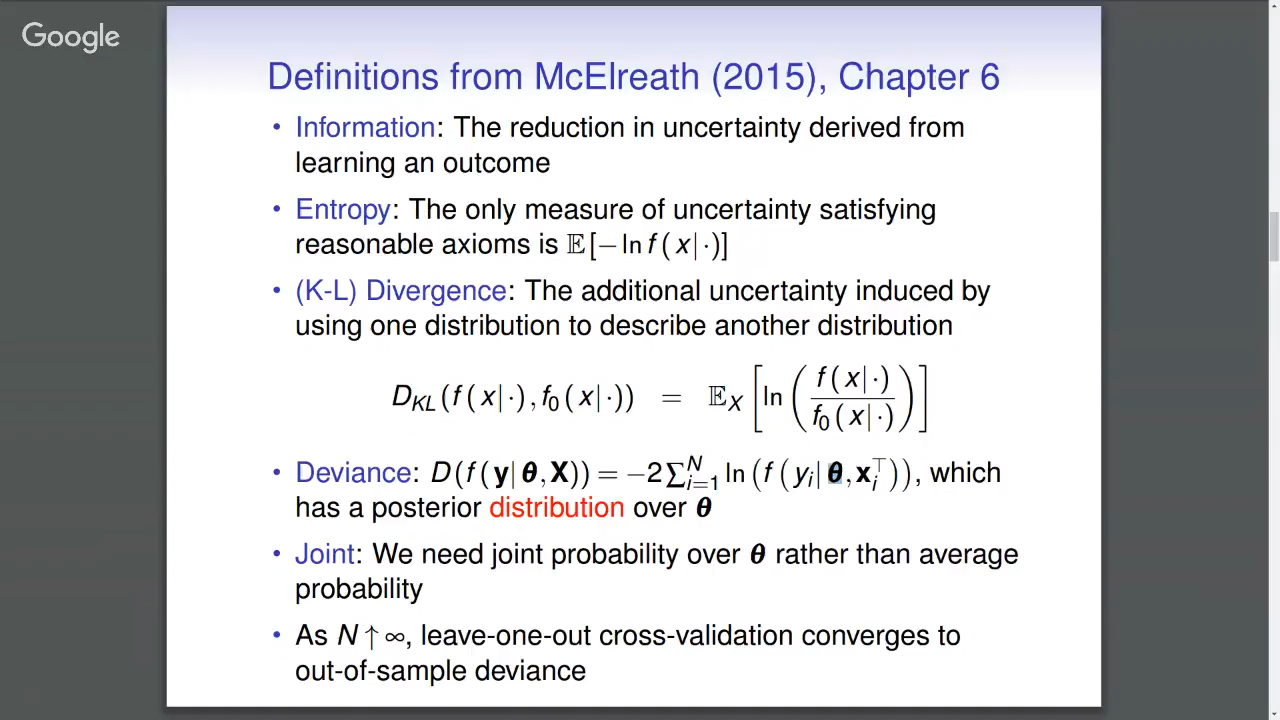 Google
Definitions from McElreath (2015), Chapter 6
• Information: The reduction in uncertainty derived from
learning an outcome
• Entropy: The only measure of uncertainty satisfying
reasonable axioms is 𝔼[−ln f(x|·)]
• (K-L) Divergence: The additional uncertainty induced by
using one distribution to describe another distribution
D_KL(f(x|·), f₀(x|·)) = 𝔼_X[ln(f(x|·)/f₀(x|·))]
• Deviance: D(f(𝐲|𝛉, 𝐗)) = −2∑_{i=1}^{N} ln(f(y_i|𝛉, 𝐱_i^⊤)), which
has a posterior distribution over 𝛉
• Joint: We need joint probability over 𝛉 rather than average
probability
• As N↑∞, leave-one-out cross-validation converges to
out-of-sample deviance